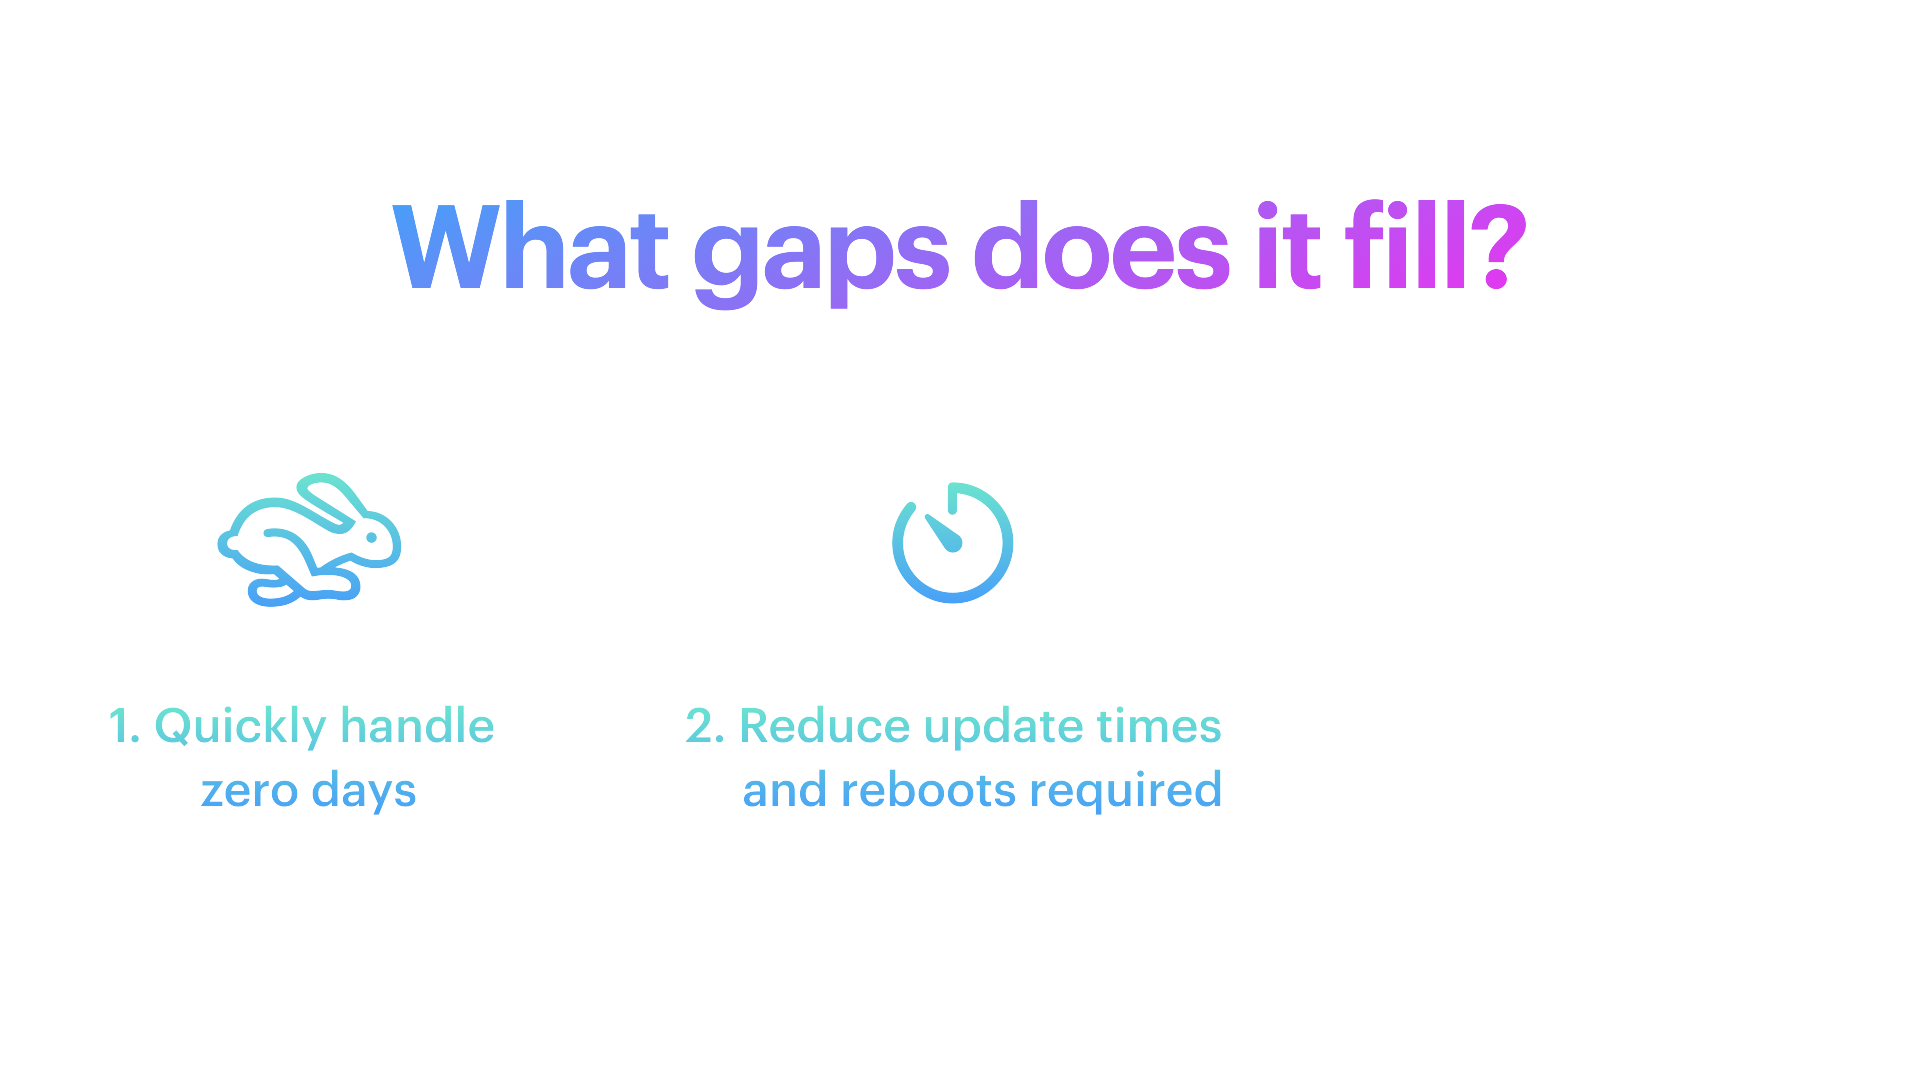 What gaps does it fill?
1. Quickly handle
zero days
2. Reduce update times
and reboots required